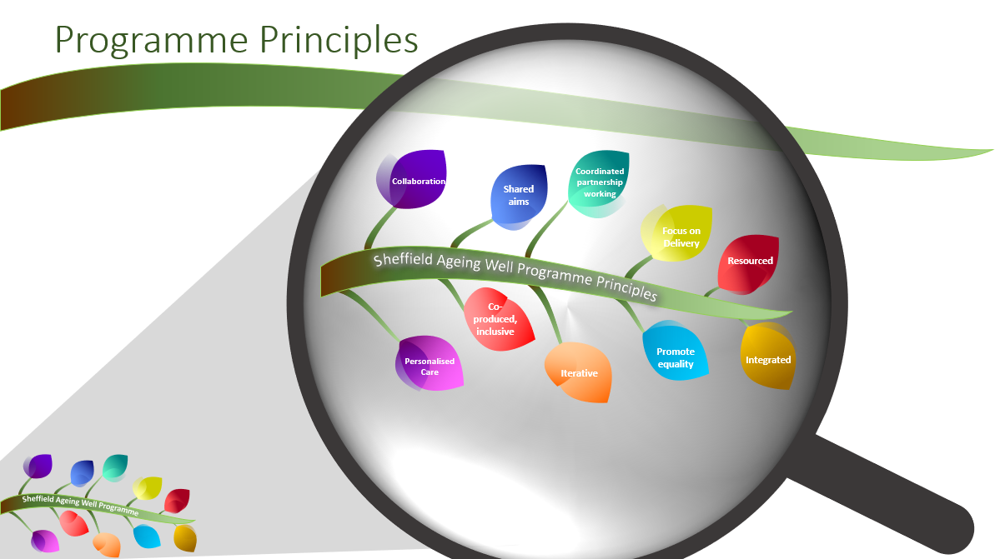 Programme Principles
Collaboration
Shared
aims
Coordinated
partnership
working
Focus on
Delivery
Resourced
Sheffield Ageing Well Programme Principles
Co-
produced,
inclusive
Personalised
Care
Iterative
Promote
equality
Integrated
Sheffield Ageing Well Programme